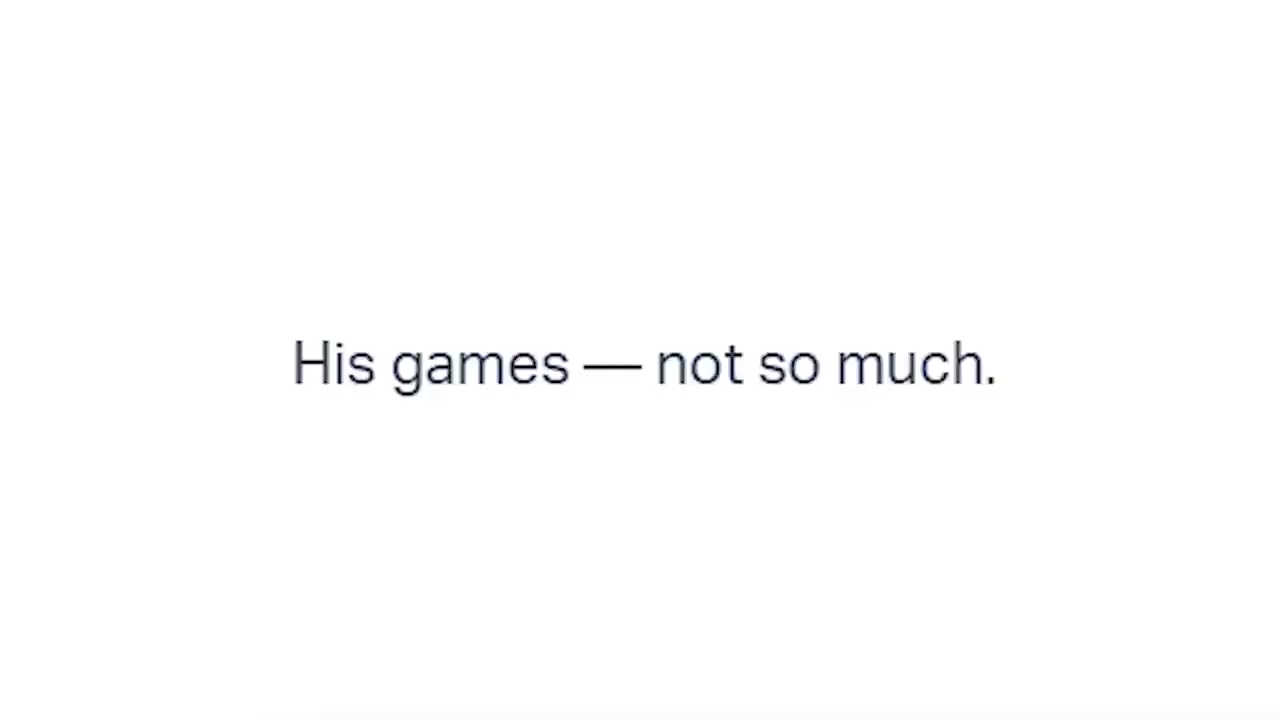 His games — not so much.